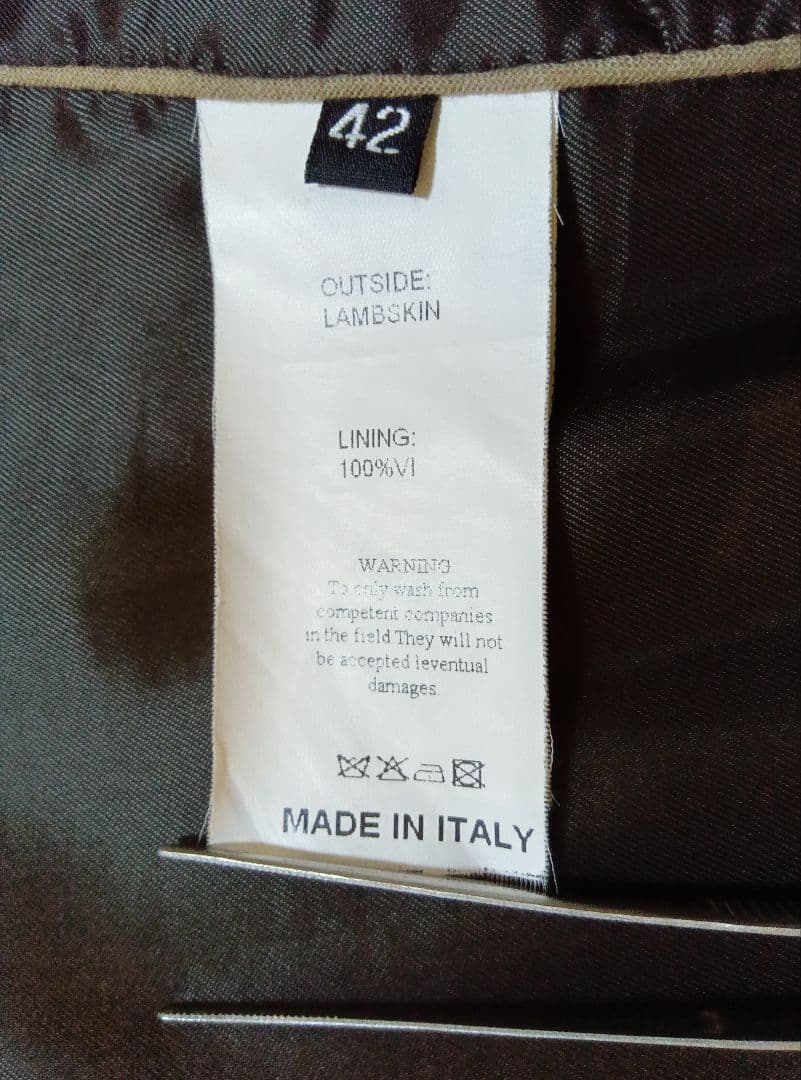 42
OUTSIDE:
LAMBSKIN
LINING:
100%VI
WARNING
To only wash from
competent companies
in the field They will not
be accepted leventual
damages.
MADE IN ITALY